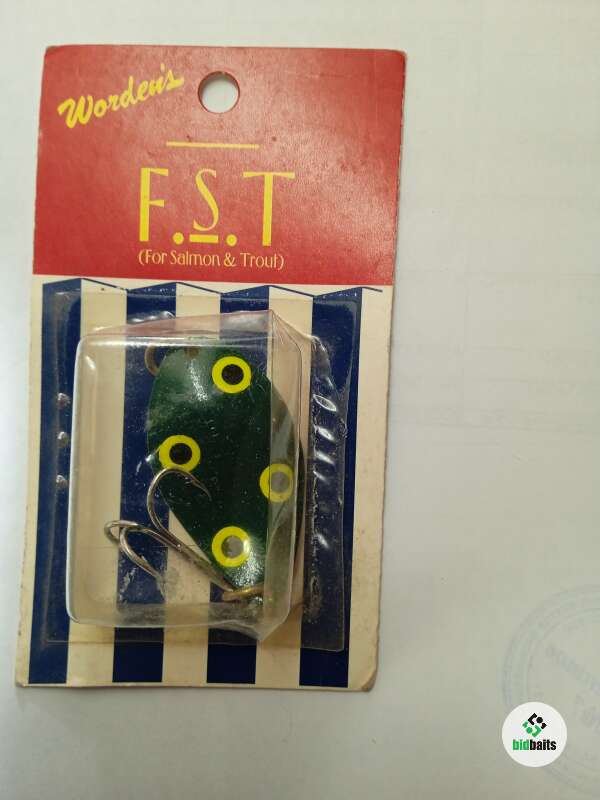 Worden's
F.S.T
(For Salmon & Trout)
bidbaits